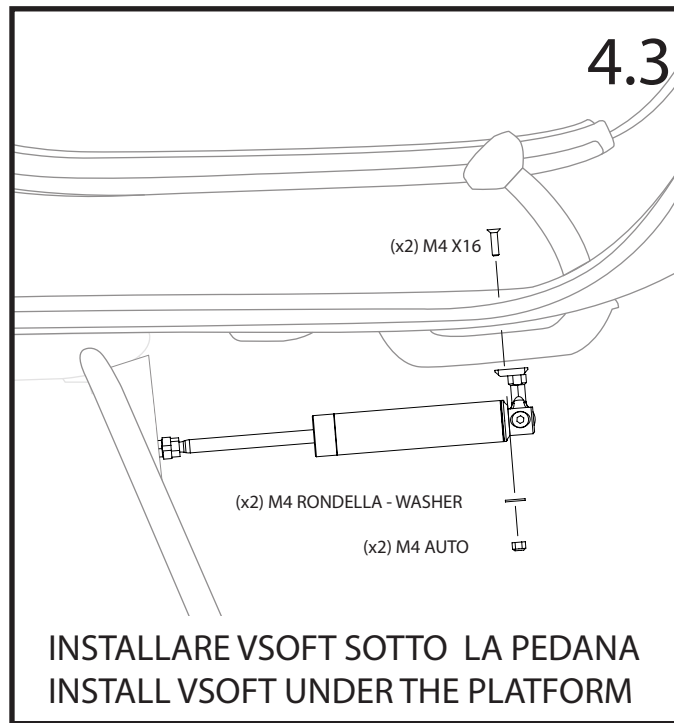 4.3
(x2) M4 X16
(x2) M4 RONDELLA - WASHER
(x2) M4 AUTO
INSTALLARE VSOFT SOTTO LA PEDANA
INSTALL VSOFT UNDER THE PLATFORM